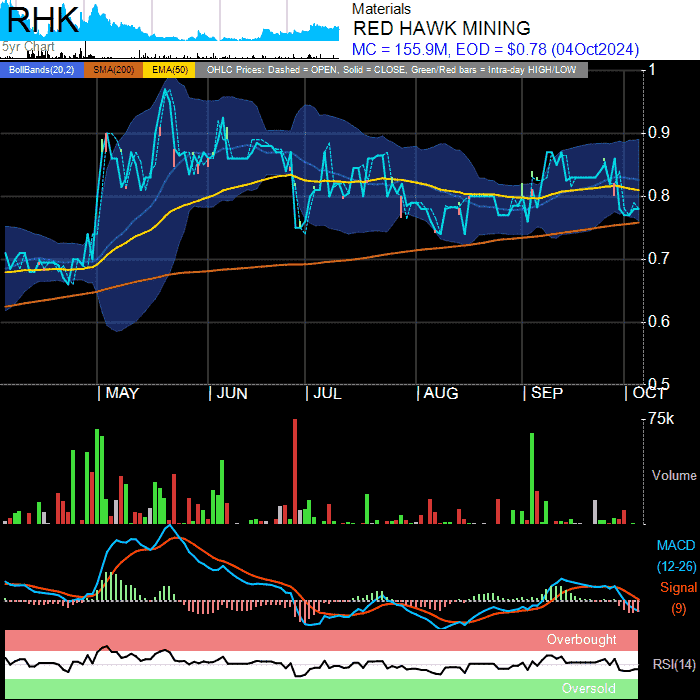 RHK
5yr Chart
Materials
RED HAWK MINING
MC = 155.9M, EOD = $0.78 (04Oct2024)
BollBands(20,2) SMA(200) EMA(50) OHLC Prices: Dashed = OPEN, Solid = CLOSE, Green/Red bars = Intra-day HIGH/LOW
1
0.9
0.8
0.7
0.6
0.5
MAY JUN JUL AUG SEP OCT
75k
Volume
MACD
(12-26)
Signal
(9)
Overbought
RSI(14)
Oversold